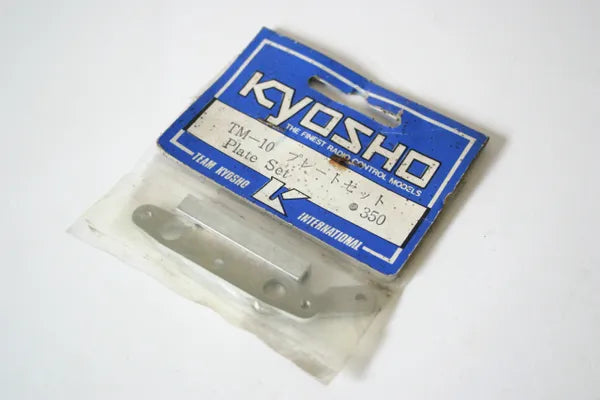 KYOSHO
THE FINEST RADIO CONTROL MODELS
TM-10 プレートセット
Plate Set
350
TEAM KYOSHO K INTERNATIONAL